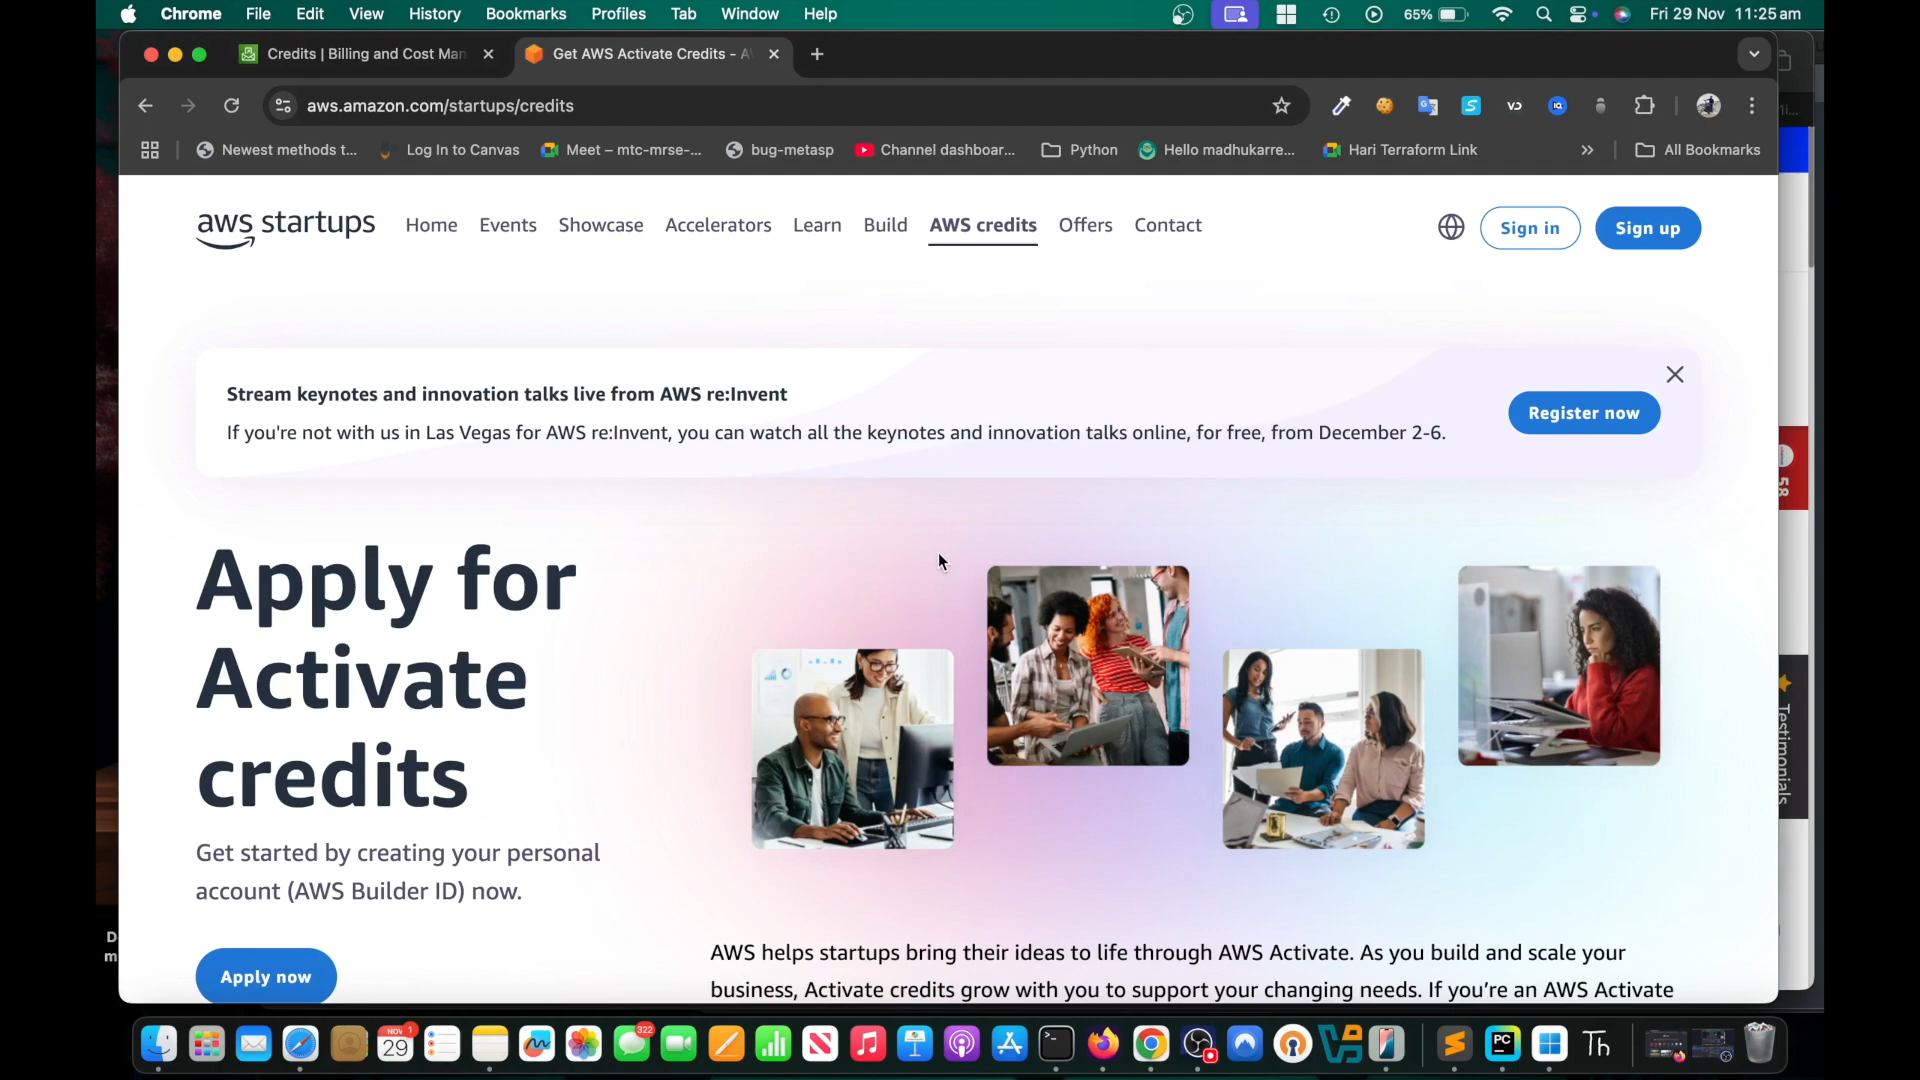 Chrome File Edit View History Bookmarks Profiles Tab Window Help 65% Fri 29 Nov 11:25 am
Credits | Billing and Cost Man
Get AWS Activate Credits - A
aws.amazon.com/startups/credits
Newest methods t... Log In to Canvas Meet – mtc-mrse-... bug-metasp Channel dashboar... Python Hello madhukarre... Hari Terraform Link » All Bookmarks
aws startups Home Events Showcase Accelerators Learn Build AWS credits Offers Contact Sign in Sign up
Stream keynotes and innovation talks live from AWS re:Invent
If you're not with us in Las Vegas for AWS re:Invent, you can watch all the keynotes and innovation talks online, for free, from December 2-6.
Register now
58
Apply for
Activate
credits
Testimonials
Get started by creating your personal
account (AWS Builder ID) now.
Apply now
AWS helps startups bring their ideas to life through AWS Activate. As you build and scale your
business, Activate credits grow with you to support your changing needs. If you're an AWS Activate
NOV 1
29
322
PC
Th